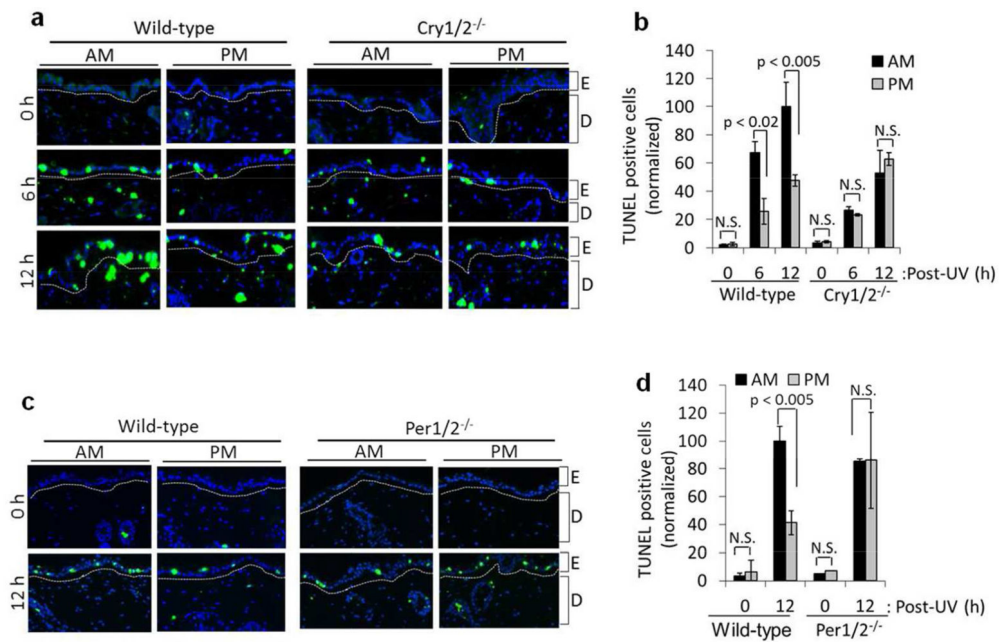 a
Wild-type Cry1/2-/-
AM PM AM PM
0 h E D
6 h E D
12 h E D
b
140
120
100
80
60
40
20
0
TUNEL positive cells
(normalized)
AM
PM
p < 0.005
p < 0.02
N.S. N.S. N.S. N.S.
0 6 12 0 6 12 :Post-UV (h)
Wild-type Cry1/2-/-
c
Wild-type Per1/2-/-
AM PM AM PM
0 h E D
12 h E D
d
140
120
100
80
60
40
20
0
TUNEL positive cells
(normalized)
AM PM
p < 0.005 N.S.
N.S. N.S.
0 12 0 12 : Post-UV (h)
Wild-type Per1/2-/-